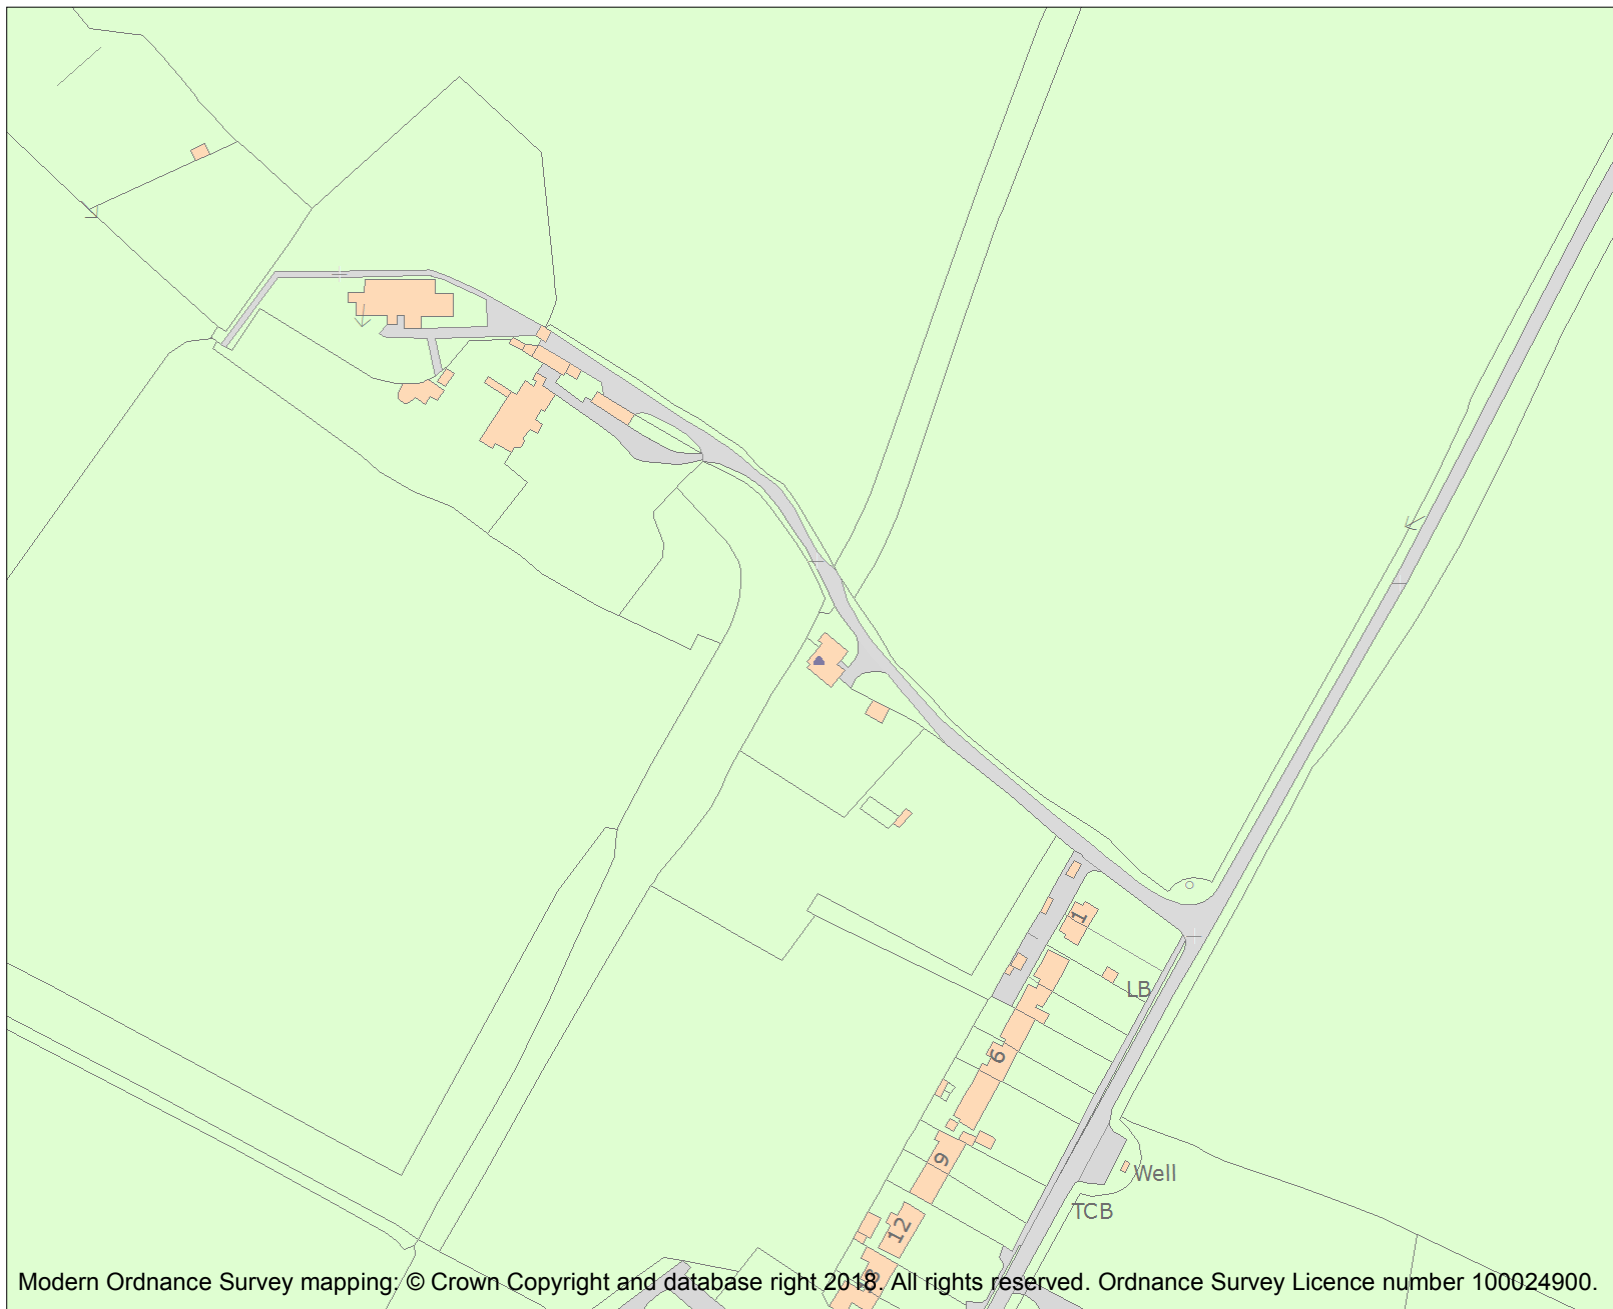 1
LB
6
9
Well
TCB
12
Modern Ordnance Survey mapping: © Crown Copyright and database right 2018. All rights reserved. Ordnance Survey Licence number 100024900.